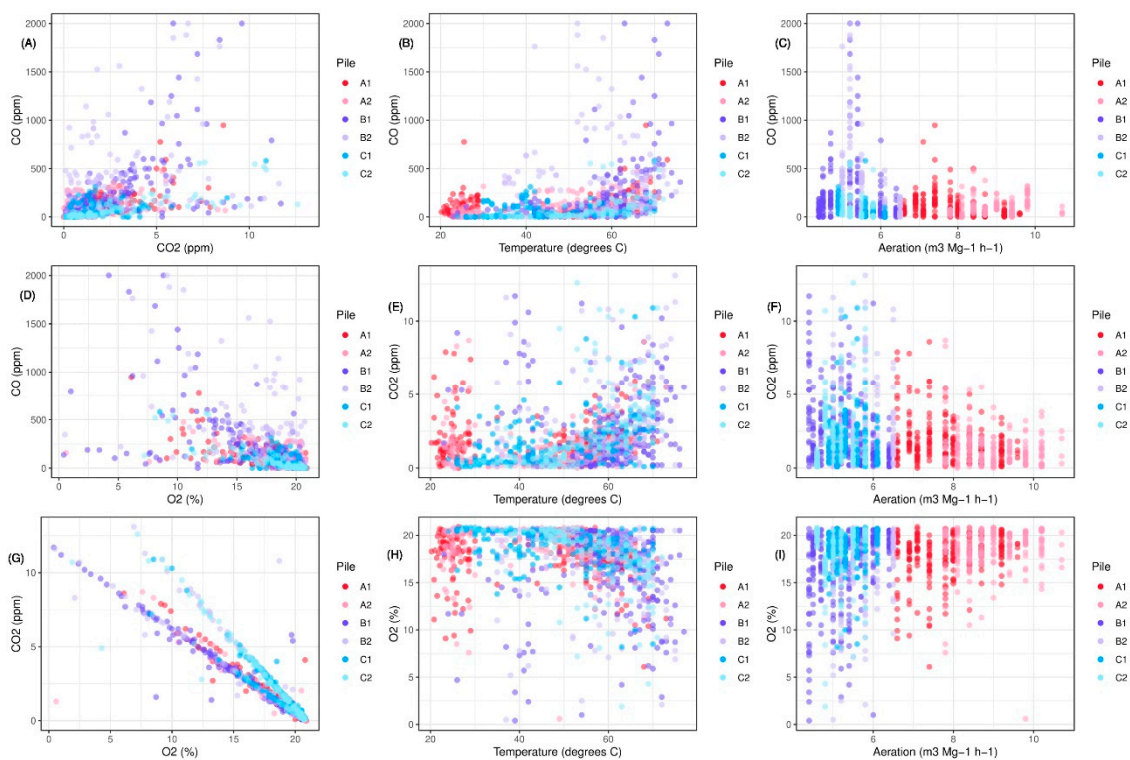 (A)
CO (ppm)
2000
1500
1000
500
0
0
5
10
CO2 (ppm)
Pile
A1
A2
B1
B2
C1
C2
(B)
CO (ppm)
2000
1500
1000
500
0
20
40
60
Temperature (degrees C)
Pile
A1
A2
B1
B2
C1
C2
(C)
CO (ppm)
2000
1500
1000
500
0
6
8
10
Aeration (m3 Mg-1 h-1)
Pile
A1
A2
B1
B2
C1
C2
(D)
CO (ppm)
2000
1500
1000
500
0
0
5
10
15
20
O2 (%)
Pile
A1
A2
B1
B2
C1
C2
(E)
CO2 (ppm)
10
5
0
20
40
60
Temperature (degrees C)
Pile
A1
A2
B1
B2
C1
C2
(F)
CO2 (ppm)
10
5
0
6
8
10
Aeration (m3 Mg-1 h-1)
Pile
A1
A2
B1
B2
C1
C2
(G)
CO2 (ppm)
10
5
0
0
5
10
15
20
O2 (%)
Pile
A1
A2
B1
B2
C1
C2
(H)
O2 (%)
20
15
10
5
0
20
40
60
Temperature (degrees C)
Pile
A1
A2
B1
B2
C1
C2
(I)
O2 (%)
20
15
10
5
0
6
8
10
Aeration (m3 Mg-1 h-1)
Pile
A1
A2
B1
B2
C1
C2